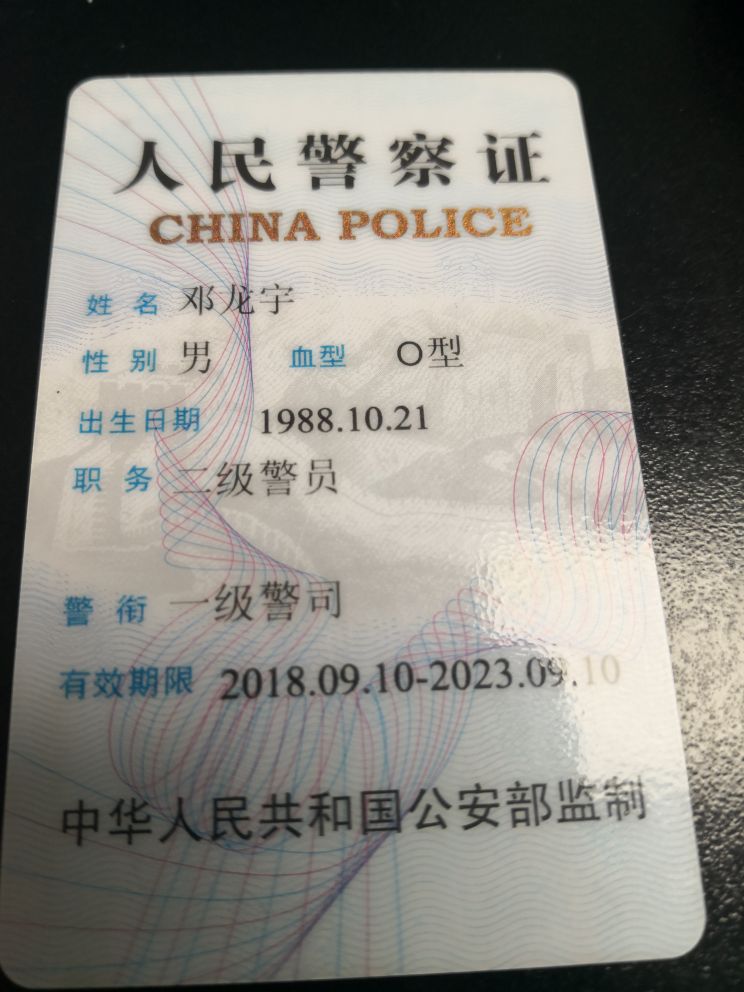 人民警察证
CHINA POLICE
姓名 邓龙宇
性别 男 血型 O型
出生日期 1988.10.21
职务 二级警员
警衔 一级警司
有效期限 2018.09.10-2023.09.10
中华人民共和国公安部监制